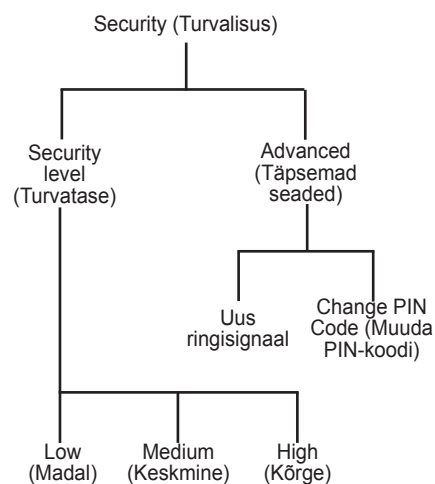 Security (Turvalisus)
Security
level
(Turvatase)
Advanced
(Täpsemad
seaded)
Uus
ringisignaal
Change PIN
Code (Muuda
PIN-koodi)
Low
(Madal)
Medium
(Keskmine)
High
(Kõrge)